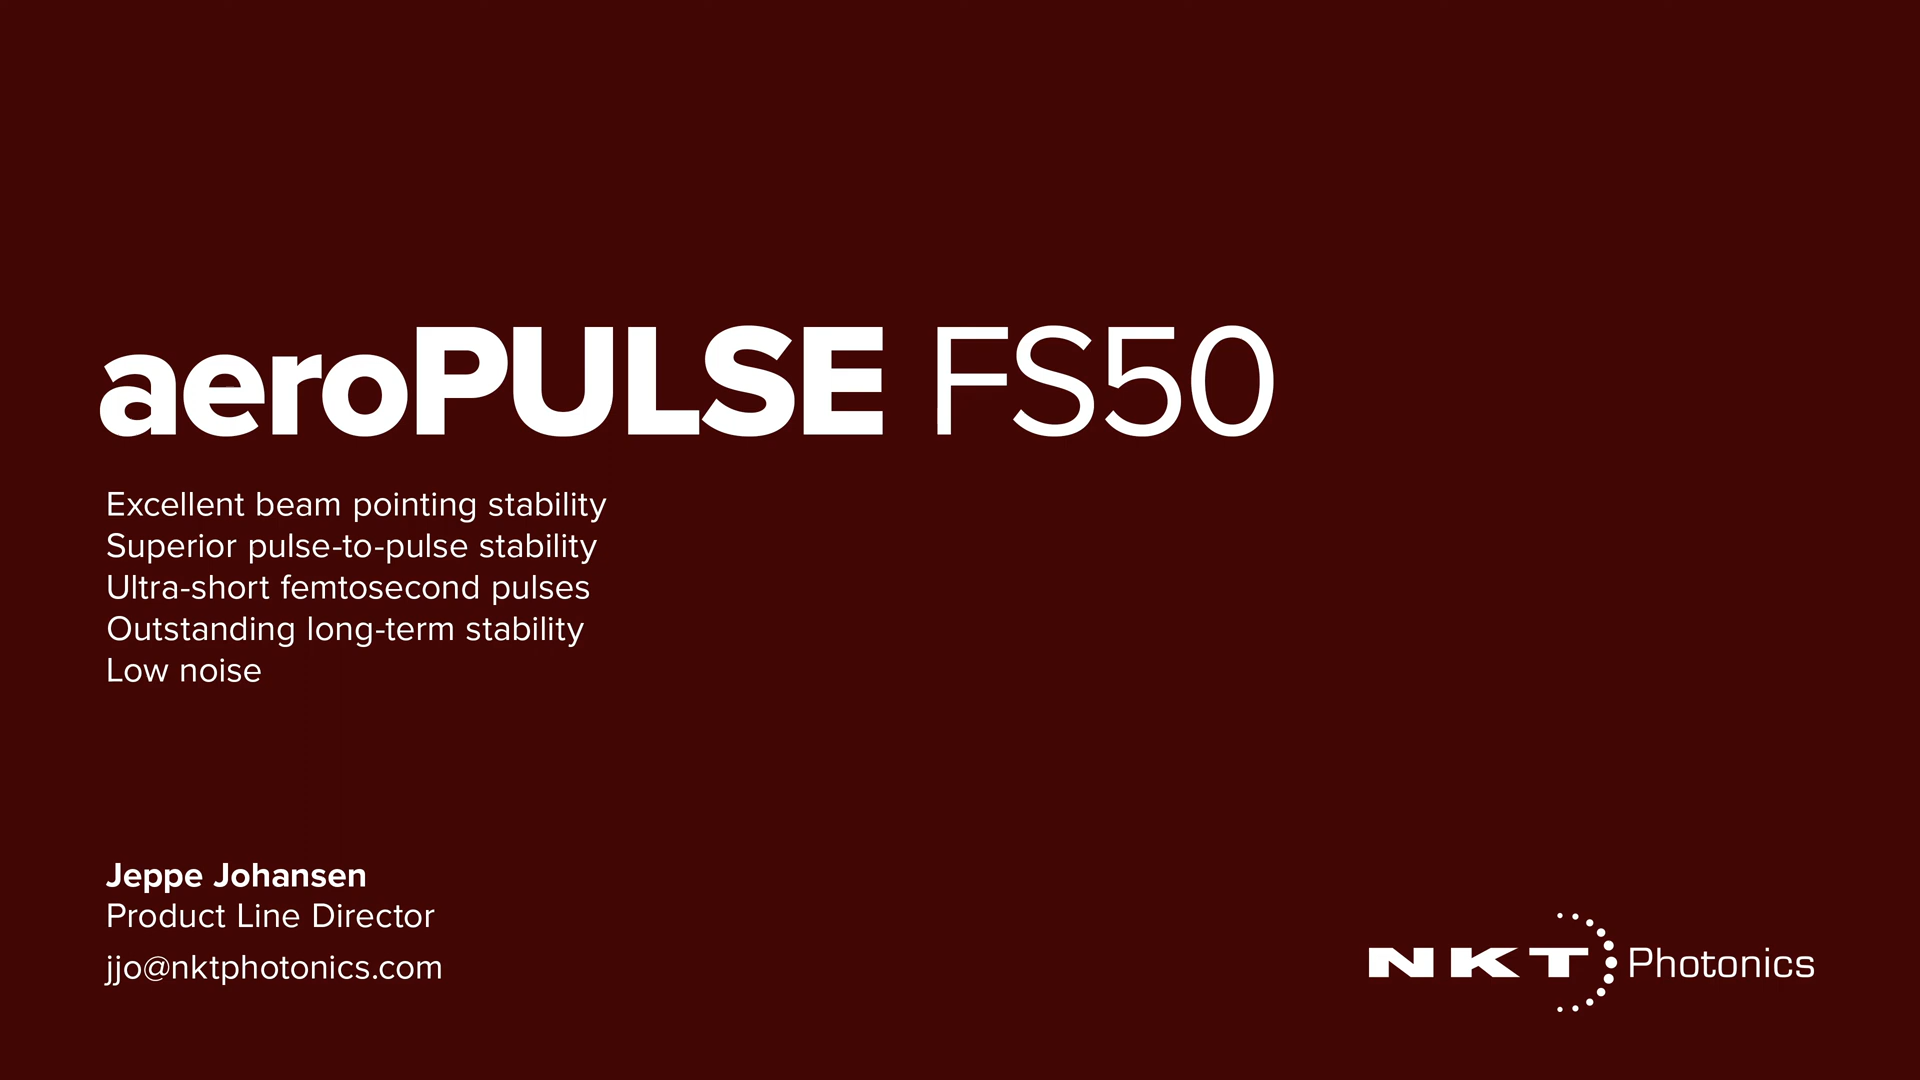 aeroPULSE FS50
Excellent beam pointing stability
Superior pulse-to-pulse stability
Ultra-short femtosecond pulses
Outstanding long-term stability
Low noise
Jeppe Johansen
Product Line Director
jjo@nktphotonics.com
NKT Photonics